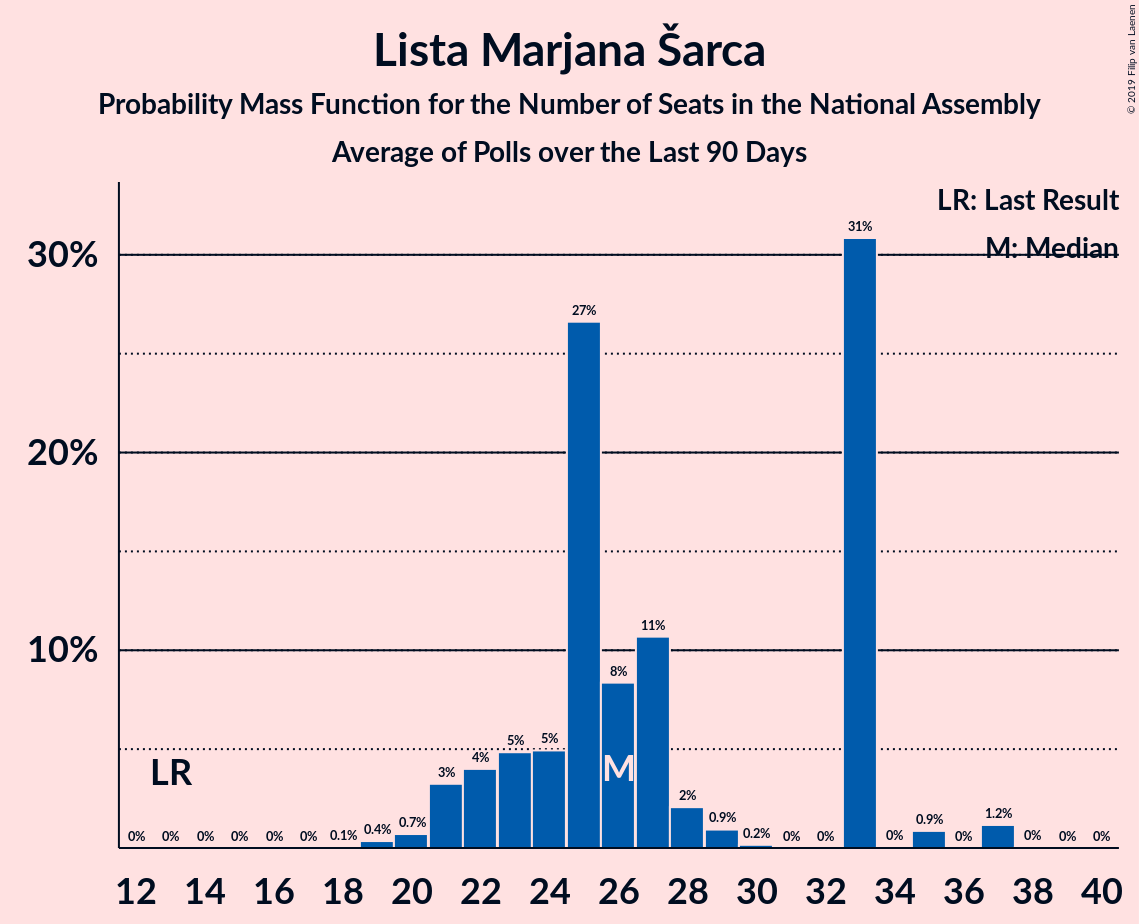 Lista Marjana Šarca
Probability Mass Function for the Number of Seats in the National Assembly
Average of Polls over the Last 90 Days
© 2019 Filip van Laenen
LR: Last Result
M: Median
30%
20%
10%
0% 0% 0% 0% 0% 0% 0.1% 0.4% 0.7% 3% 4% 5% 5% 27% 8% 11% 2% 0.9% 0.2% 0% 0% 31% 0% 0.9% 0% 1.2% 0% 0% 0%
LR
M
12 14 16 18 20 22 24 26 28 30 32 34 36 38 40